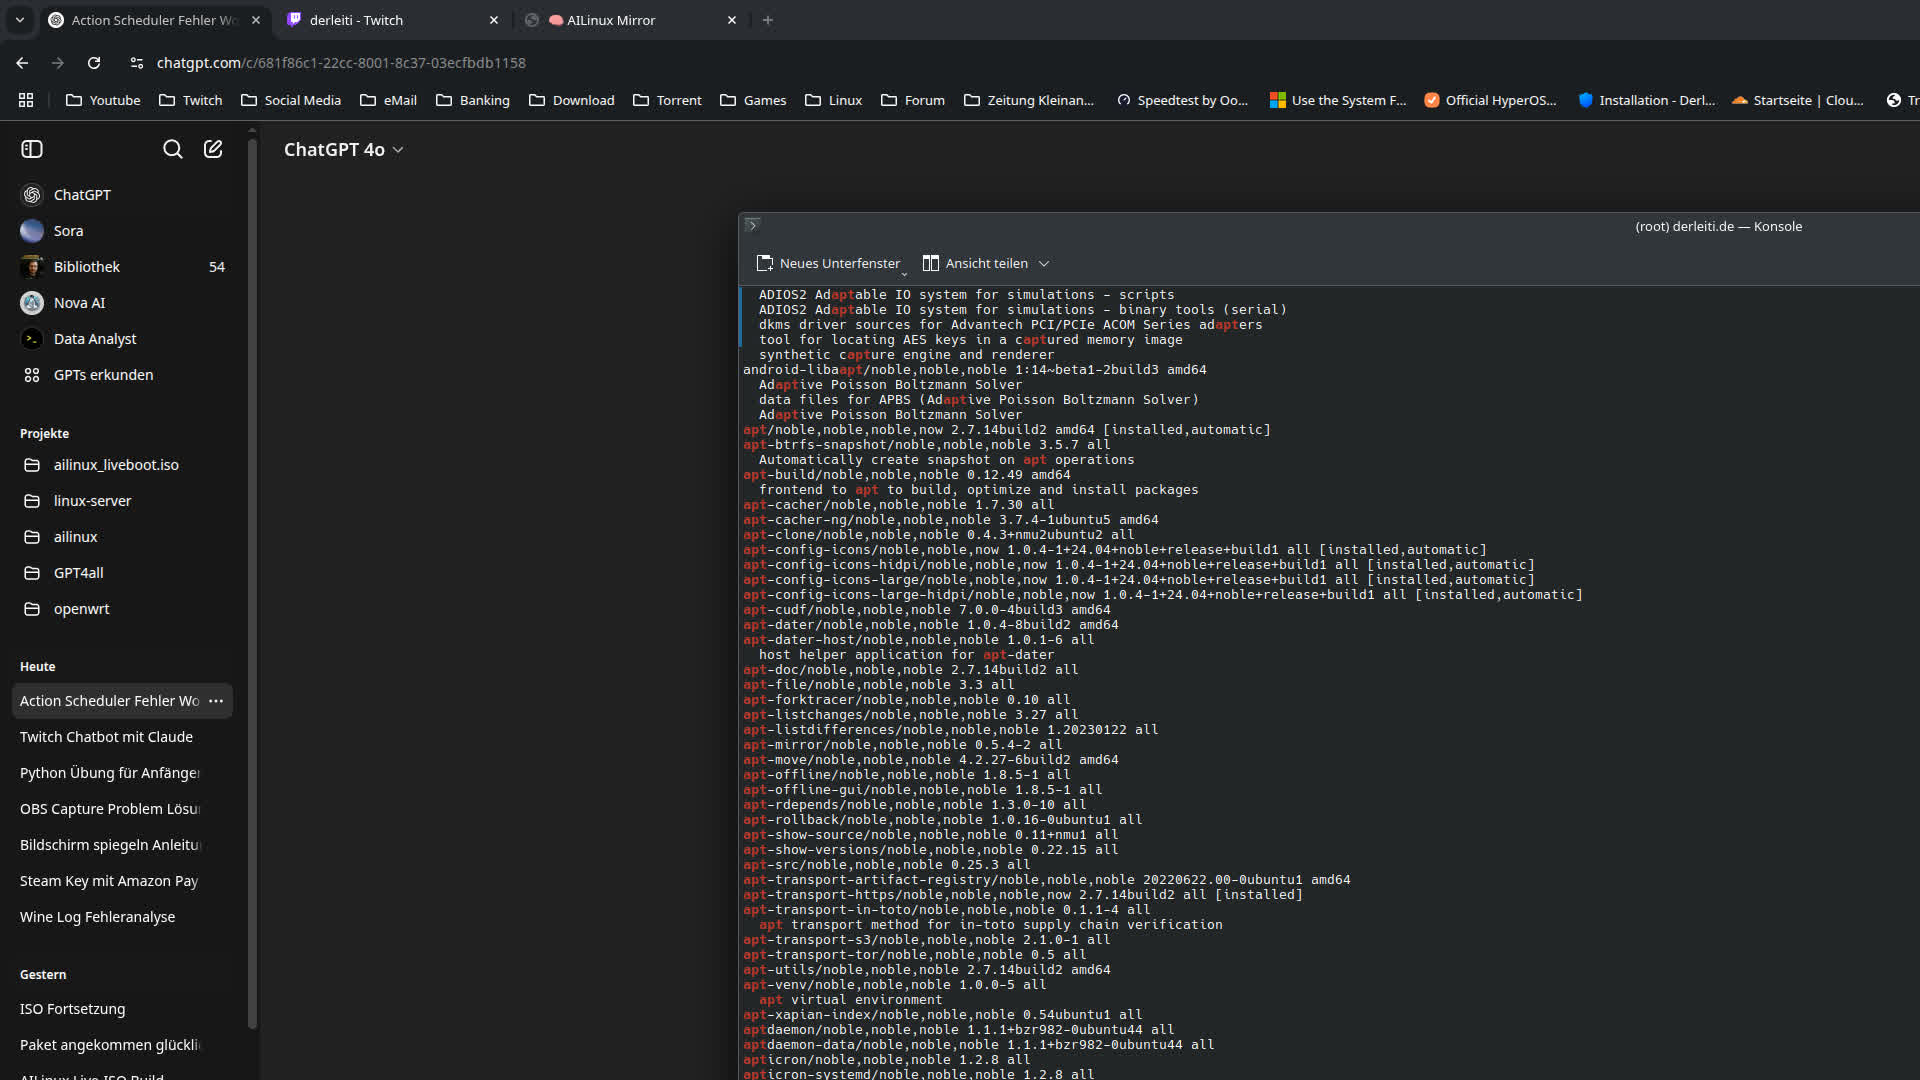 Action Scheduler Fehler Wo
derleiti - Twitch
AILinux Mirror
chatgpt.com/c/681f86c1-22cc-8001-8c37-03ecfbdb1158
Youtube
Twitch
Social Media
eMail
Banking
Download
Torrent
Games
Linux
Forum
Zeitung Kleinan...
Speedtest by Oo...
Use the System F...
Official HyperOS...
Installation - Derl...
Startseite | Clou...
Tr
ChatGPT 4o
ChatGPT
Sora
Bibliothek 54
Nova AI
Data Analyst
GPTs erkunden
Projekte
ailinux_liveboot.iso
linux-server
ailinux
GPT4all
openwrt
Heute
Action Scheduler Fehler Wo
Twitch Chatbot mit Claude
Python Übung für Anfänger
OBS Capture Problem Lösu
Bildschirm spiegeln Anleitu
Steam Key mit Amazon Pay
Wine Log Fehleranalyse
Gestern
ISO Fortsetzung
Paket angekommen glückli
AILinux Live ISO Build
(root) derleiti.de — Konsole
Neues Unterfenster
Ansicht teilen
ADIOS2 Adaptable IO system for simulations - scripts
ADIOS2 Adaptable IO system for simulations - binary tools (serial)
dkms driver sources for Advantech PCI/PCIe ACOM Series adapters
tool for locating AES keys in a captured memory image
synthetic capture engine and renderer
android-libaapt/noble,noble,noble 1:14~beta1-2build3 amd64
Adaptive Poisson Boltzmann Solver
data files for APBS (Adaptive Poisson Boltzmann Solver)
Adaptive Poisson Boltzmann Solver
apt/noble,noble,noble,now 2.7.14build2 amd64 [installed,automatic]
apt-btrfs-snapshot/noble,noble,noble 3.5.7 all
Automatically create snapshot on apt operations
apt-build/noble,noble,noble 0.12.49 amd64
frontend to apt to build, optimize and install packages
apt-cacher/noble,noble,noble 1.7.30 all
apt-cacher-ng/noble,noble,noble 3.7.4-1ubuntu5 amd64
apt-clone/noble,noble,noble 0.4.3+nmu2ubuntu2 all
apt-config-icons/noble,noble,now 1.0.4-1+24.04+noble+release+build1 all [installed,automatic]
apt-config-icons-hidpi/noble,noble,now 1.0.4-1+24.04+noble+release+build1 all [installed,automatic]
apt-config-icons-large/noble,noble,now 1.0.4-1+24.04+noble+release+build1 all [installed,automatic]
apt-config-icons-large-hidpi/noble,noble,now 1.0.4-1+24.04+noble+release+build1 all [installed,automatic]
apt-cudf/noble,noble,noble 7.0.0-4build3 amd64
apt-dater/noble,noble,noble 1.0.4-8build2 amd64
apt-dater-host/noble,noble,noble 1.0.1-6 all
host helper application for apt-dater
apt-doc/noble,noble,noble 2.7.14build2 all
apt-file/noble,noble,noble 3.3 all
apt-forktracer/noble,noble,noble 0.10 all
apt-listchanges/noble,noble,noble 3.27 all
apt-listdifferences/noble,noble,noble 1.20230122 all
apt-mirror/noble,noble,noble 0.5.4-2 all
apt-move/noble,noble,noble 4.2.27-6build2 amd64
apt-offline/noble,noble,noble 1.8.5-1 all
apt-offline-gui/noble,noble,noble 1.8.5-1 all
apt-rdepends/noble,noble,noble 1.3.0-10 all
apt-rollback/noble,noble,noble 1.0.16-0ubuntu1 all
apt-show-source/noble,noble,noble 0.11+nmu1 all
apt-show-versions/noble,noble,noble 0.22.15 all
apt-src/noble,noble,noble 0.25.3 all
apt-transport-artifact-registry/noble,noble,noble 20220622.00-0ubuntu1 amd64
apt-transport-https/noble,noble,noble,now 2.7.14build2 all [installed]
apt-transport-in-toto/noble,noble,noble 0.1.1-4 all
apt transport method for in-toto supply chain verification
apt-transport-s3/noble,noble,noble 2.1.0-1 all
apt-transport-tor/noble,noble,noble 0.5 all
apt-utils/noble,noble,noble 2.7.14build2 amd64
apt-venv/noble,noble,noble 1.0.0-5 all
apt virtual environment
apt-xapian-index/noble,noble,noble 0.54ubuntu1 all
aptdaemon/noble,noble,noble 1.1.1+bzr982-0ubuntu44 all
aptdaemon-data/noble,noble,noble 1.1.1+bzr982-0ubuntu44 all
apticron/noble,noble,noble 1.2.8 all
apticron-systemd/noble,noble,noble 1.2.8 all